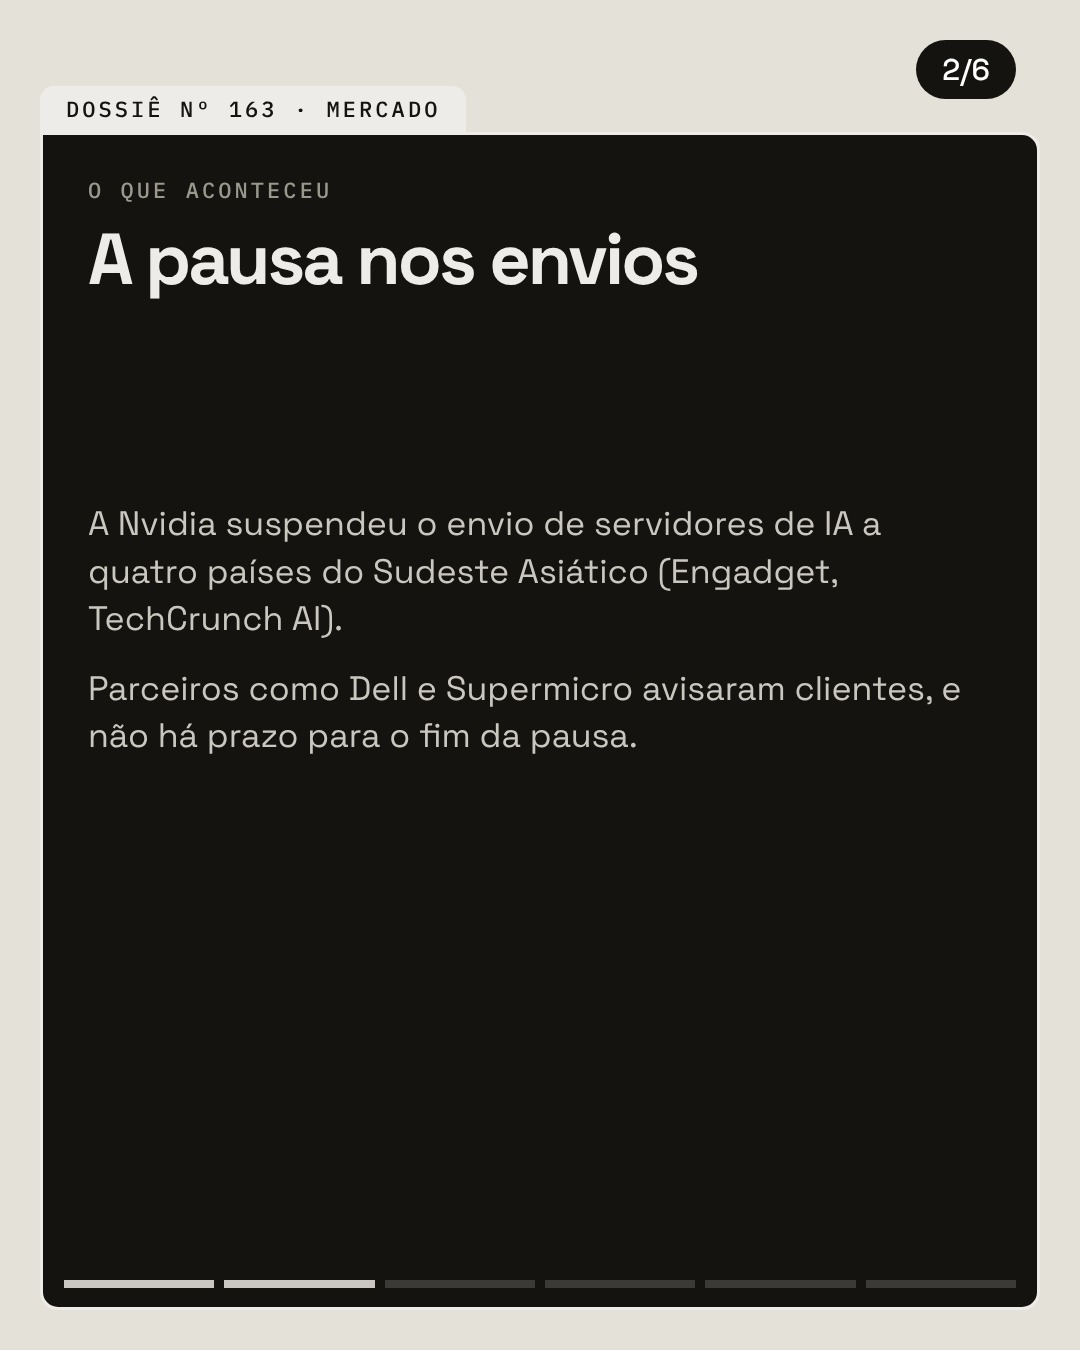 2/6
DOSSIÊ Nº 163 · MERCADO
O QUE ACONTECEU
A pausa nos envios
A Nvidia suspendeu o envio de servidores de IA a
quatro países do Sudeste Asiático (Engadget,
TechCrunch AI).
Parceiros como Dell e Supermicro avisaram clientes, e
não há prazo para o fim da pausa.